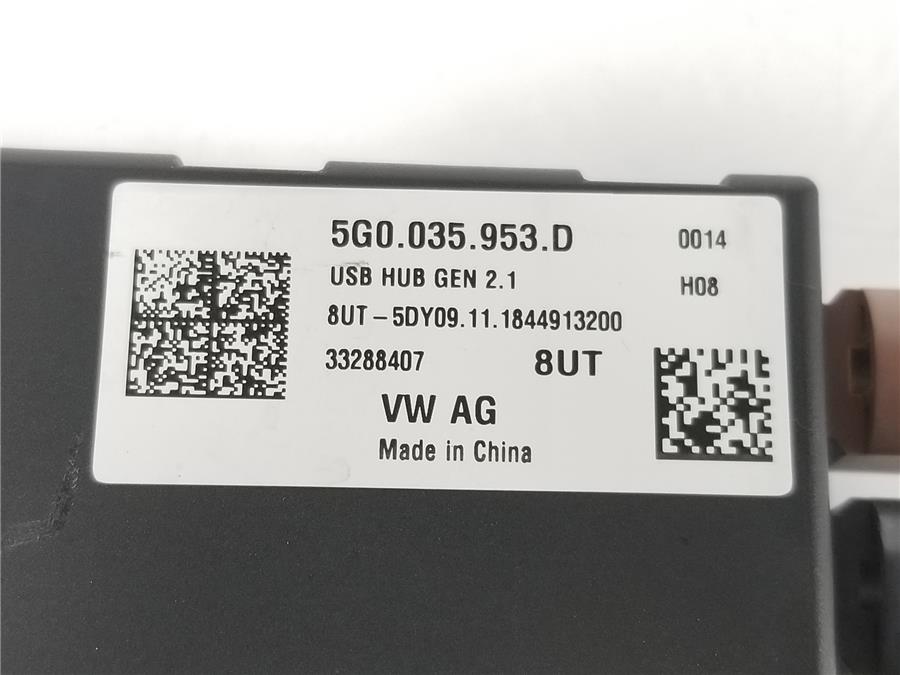 5G0.035.953.D 0014
USB HUB GEN 2.1 H08
8UT-5DY09.11.1844913200
33288407 8UT
VW AG
Made in China